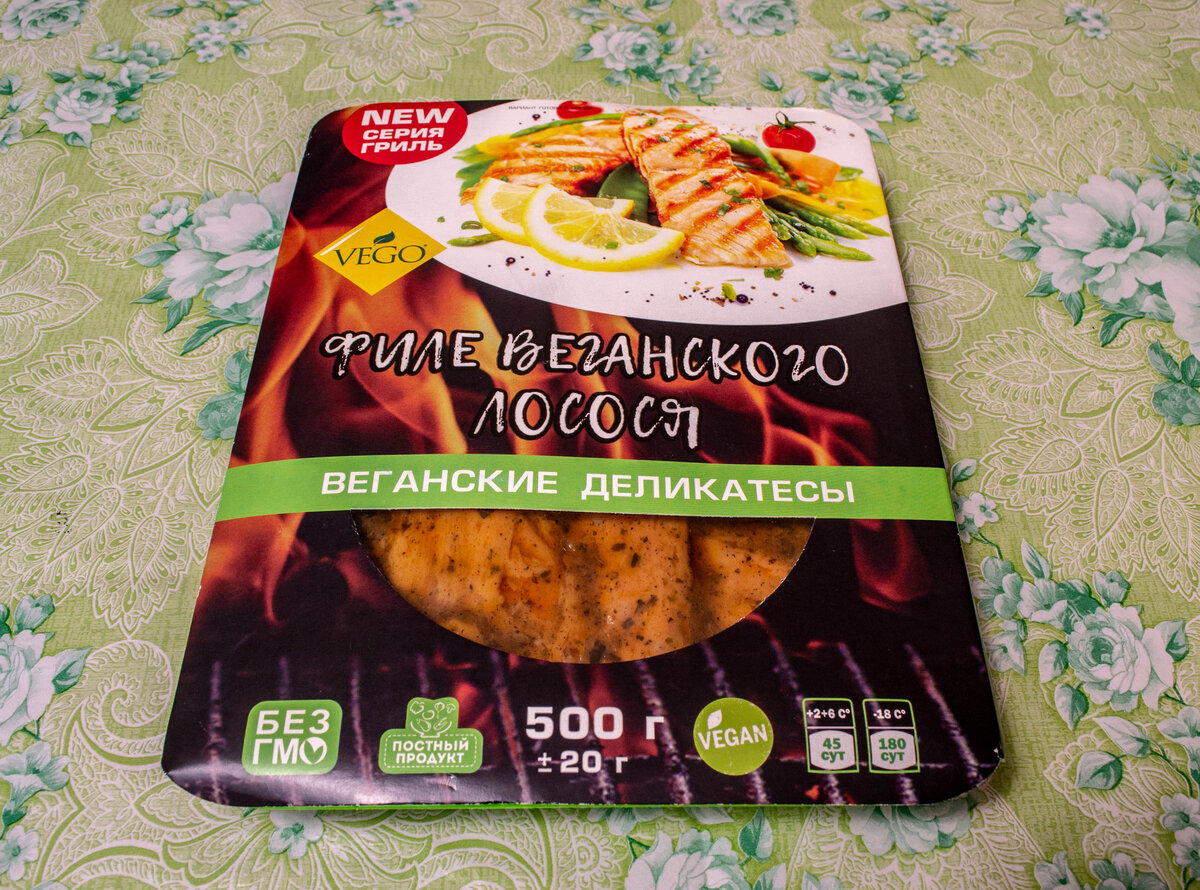 NEW
СЕРИЯ
ГРИЛЬ
VEGO
ФИЛЕ ВЕГАНСКОГО
ЛОСОСЯ
ВЕГАНСКИЕ ДЕЛИКАТЕСЫ
БЕЗ
ГМО
ПОСТНЫЙ
ПРОДУКТ
500 г
± 20 г
VEGAN
+2+6 C°
45
СУТ
-18 C°
180
СУТ